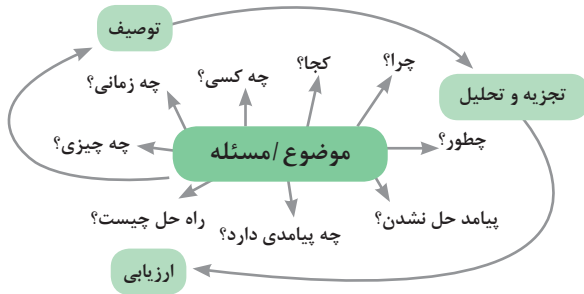 توصیف
چرا؟
کجا؟
چه کسی؟
چه زمانی؟
تجزیه و تحلیل
چطور؟
موضوع /مسئله
چه چیزی؟
پیامد حل نشدن؟
چه پیامدی دارد؟
راه حل چیست؟
ارزیابی